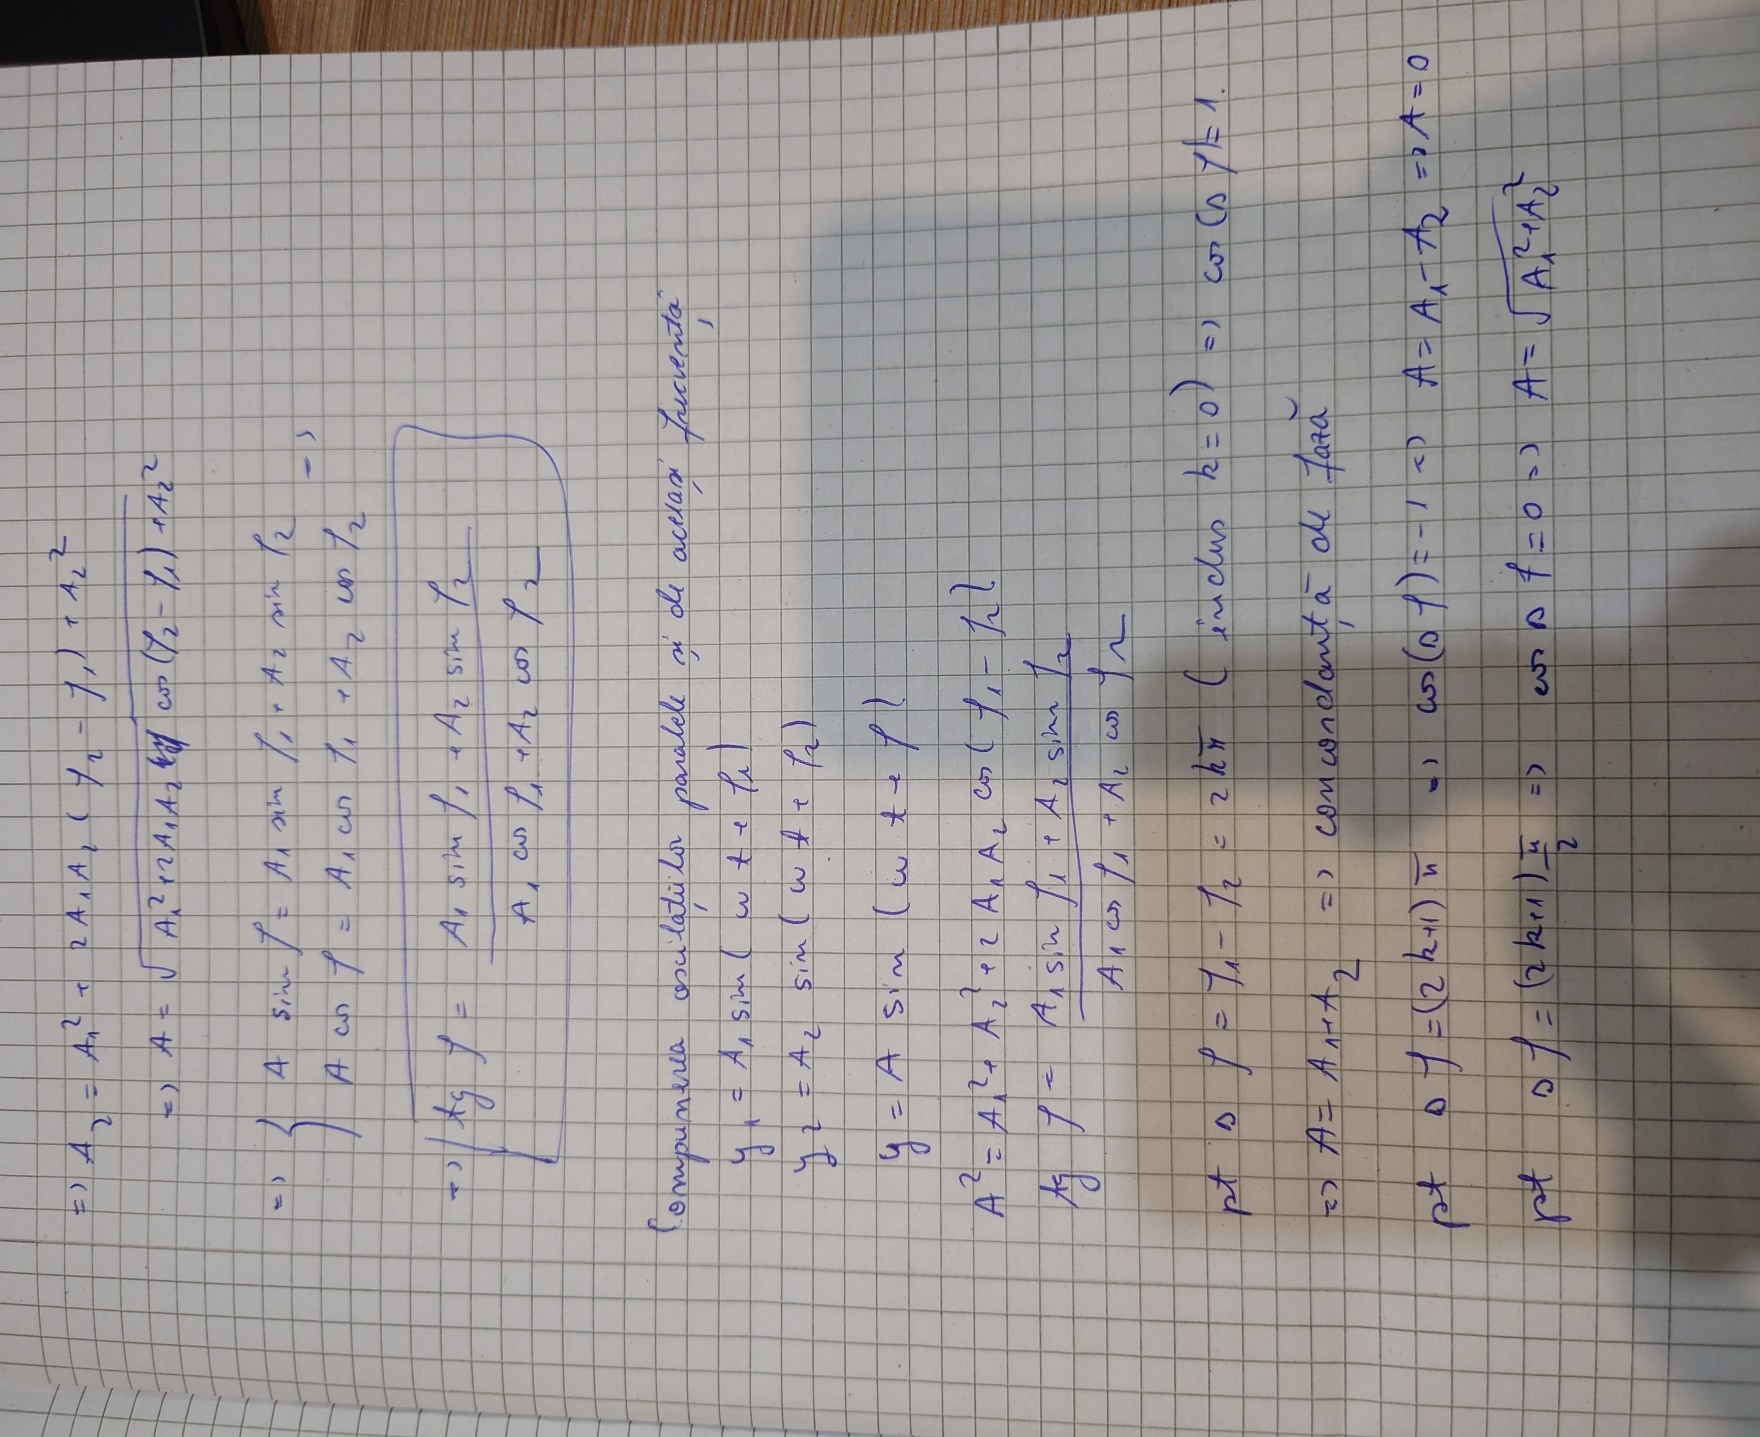 => A₂ = A₁² + 2A₁A₂ (φ₂ - φ₁) + A₂²
=> A = √(A₁² + 2A₁A₂ cos (φ₂ - φ₁) + A₂²)
=> { A sin φ = A₁ sin φ₁ + A₂ sin φ₂
A cos φ = A₁ cos φ₁ + A₂ cos φ₂ =>
=> { tg φ = (A₁ sin φ₁ + A₂ sin φ₂) / (A₁ cos φ₁ + A₂ cos φ₂)
Compunerea oscilațiilor paralele și de acelasi frecvență
y₁ = A₁ sin (ωt + φ₁)
y₂ = A₂ sin (ωt + φ₂)
y = A sin (ωt + φ)
A² = A₁² + A₂² + 2A₁A₂ cos (φ₁ - φ₂)
tg φ = (A₁ sin φ₁ + A₂ sin φ₂) / (A₁ cos φ₁ + A₂ cos φ₂)
pt Δφ = φ₁ - φ₂ = 2kπ (inclus k = 0) => cos (Δφ) = 1.
=> A = A₁ + A₂ => concondanță de fază
pt Δφ = (2k+1)π => cos (Δφ) = -1 => A = A₁ - A₂ => A = 0
pt Δφ = (2k+1)π/2 => cos Δφ = 0 => A = √(A₁² + A₂²)